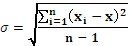 σ = √(∑ⁿᵢ₌₁(xᵢ − x)² / (n − 1))